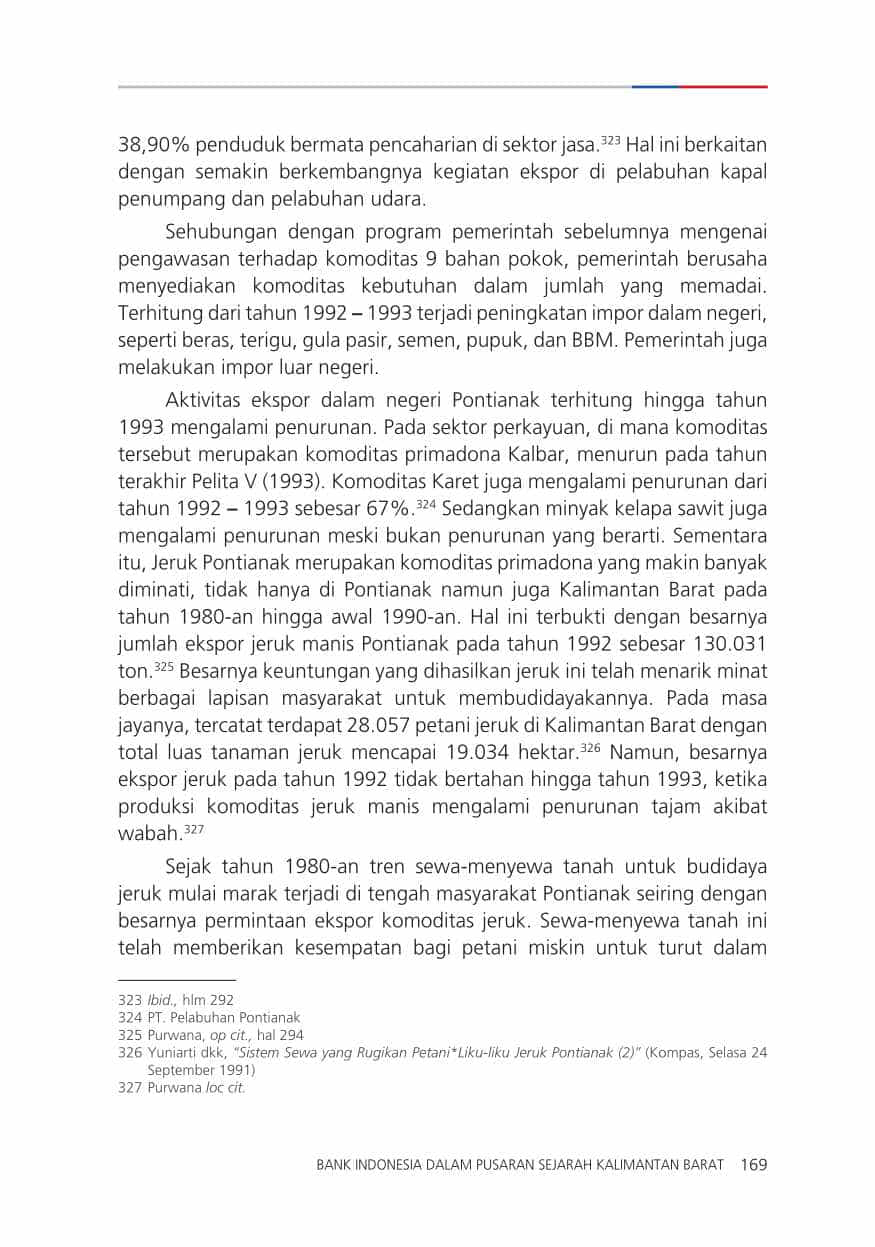 38,90% penduduk bermata pencaharian di sektor jasa.323 Hal ini berkaitan
dengan semakin berkembangnya kegiatan ekspor di pelabuhan kapal
penumpang dan pelabuhan udara.
Sehubungan dengan program pemerintah sebelumnya mengenai
pengawasan terhadap komoditas 9 bahan pokok, pemerintah berusaha
menyediakan komoditas kebutuhan dalam jumlah yang memadai.
Terhitung dari tahun 1992 – 1993 terjadi peningkatan impor dalam negeri,
seperti beras, terigu, gula pasir, semen, pupuk, dan BBM. Pemerintah juga
melakukan impor luar negeri.
Aktivitas ekspor dalam negeri Pontianak terhitung hingga tahun
1993 mengalami penurunan. Pada sektor perkayuan, di mana komoditas
tersebut merupakan komoditas primadona Kalbar, menurun pada tahun
terakhir Pelita V (1993). Komoditas Karet juga mengalami penurunan dari
tahun 1992 – 1993 sebesar 67%.324 Sedangkan minyak kelapa sawit juga
mengalami penurunan meski bukan penurunan yang berarti. Sementara
itu, Jeruk Pontianak merupakan komoditas primadona yang makin banyak
diminati, tidak hanya di Pontianak namun juga Kalimantan Barat pada
tahun 1980-an hingga awal 1990-an. Hal ini terbukti dengan besarnya
jumlah ekspor jeruk manis Pontianak pada tahun 1992 sebesar 130.031
ton.325 Besarnya keuntungan yang dihasilkan jeruk ini telah menarik minat
berbagai lapisan masyarakat untuk membudidayakannya. Pada masa
jayanya, tercatat terdapat 28.057 petani jeruk di Kalimantan Barat dengan
total luas tanaman jeruk mencapai 19.034 hektar.326 Namun, besarnya
ekspor jeruk pada tahun 1992 tidak bertahan hingga tahun 1993, ketika
produksi komoditas jeruk manis mengalami penurunan tajam akibat
wabah.327
Sejak tahun 1980-an tren sewa-menyewa tanah untuk budidaya
jeruk mulai marak terjadi di tengah masyarakat Pontianak seiring dengan
besarnya permintaan ekspor komoditas jeruk. Sewa-menyewa tanah ini
telah memberikan kesempatan bagi petani miskin untuk turut dalam
323 Ibid., hlm 292
324 PT. Pelabuhan Pontianak
325 Purwana, op cit., hal 294
326 Yuniarti dkk, "Sistem Sewa yang Rugikan Petani*Liku-liku Jeruk Pontianak (2)" (Kompas, Selasa 24
September 1991)
327 Purwana loc cit.
BANK INDONESIA DALAM PUSARAN SEJARAH KALIMANTAN BARAT 169